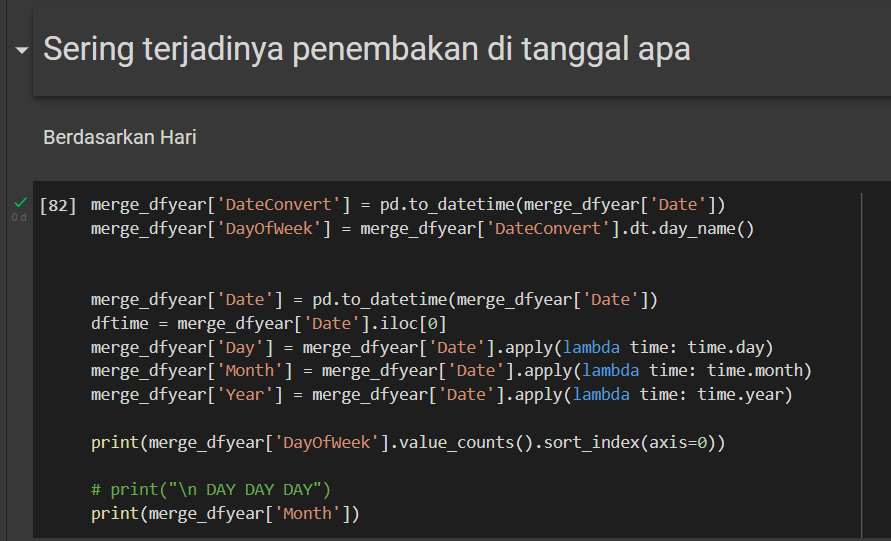 Sering terjadinya penembakan di tanggal apa
Berdasarkan Hari
[82] merge_dfyear['DateConvert'] = pd.to_datetime(merge_dfyear['Date'])
0 d
merge_dfyear['DayOfWeek'] = merge_dfyear['DateConvert'].dt.day_name()
merge_dfyear['Date'] = pd.to_datetime(merge_dfyear['Date'])
dftime = merge_dfyear['Date'].iloc[0]
merge_dfyear['Day'] = merge_dfyear['Date'].apply(lambda time: time.day)
merge_dfyear['Month'] = merge_dfyear['Date'].apply(lambda time: time.month)
merge_dfyear['Year'] = merge_dfyear['Date'].apply(lambda time: time.year)
print(merge_dfyear['DayOfWeek'].value_counts().sort_index(axis=0))
# print("\n DAY DAY DAY")
print(merge_dfyear['Month'])